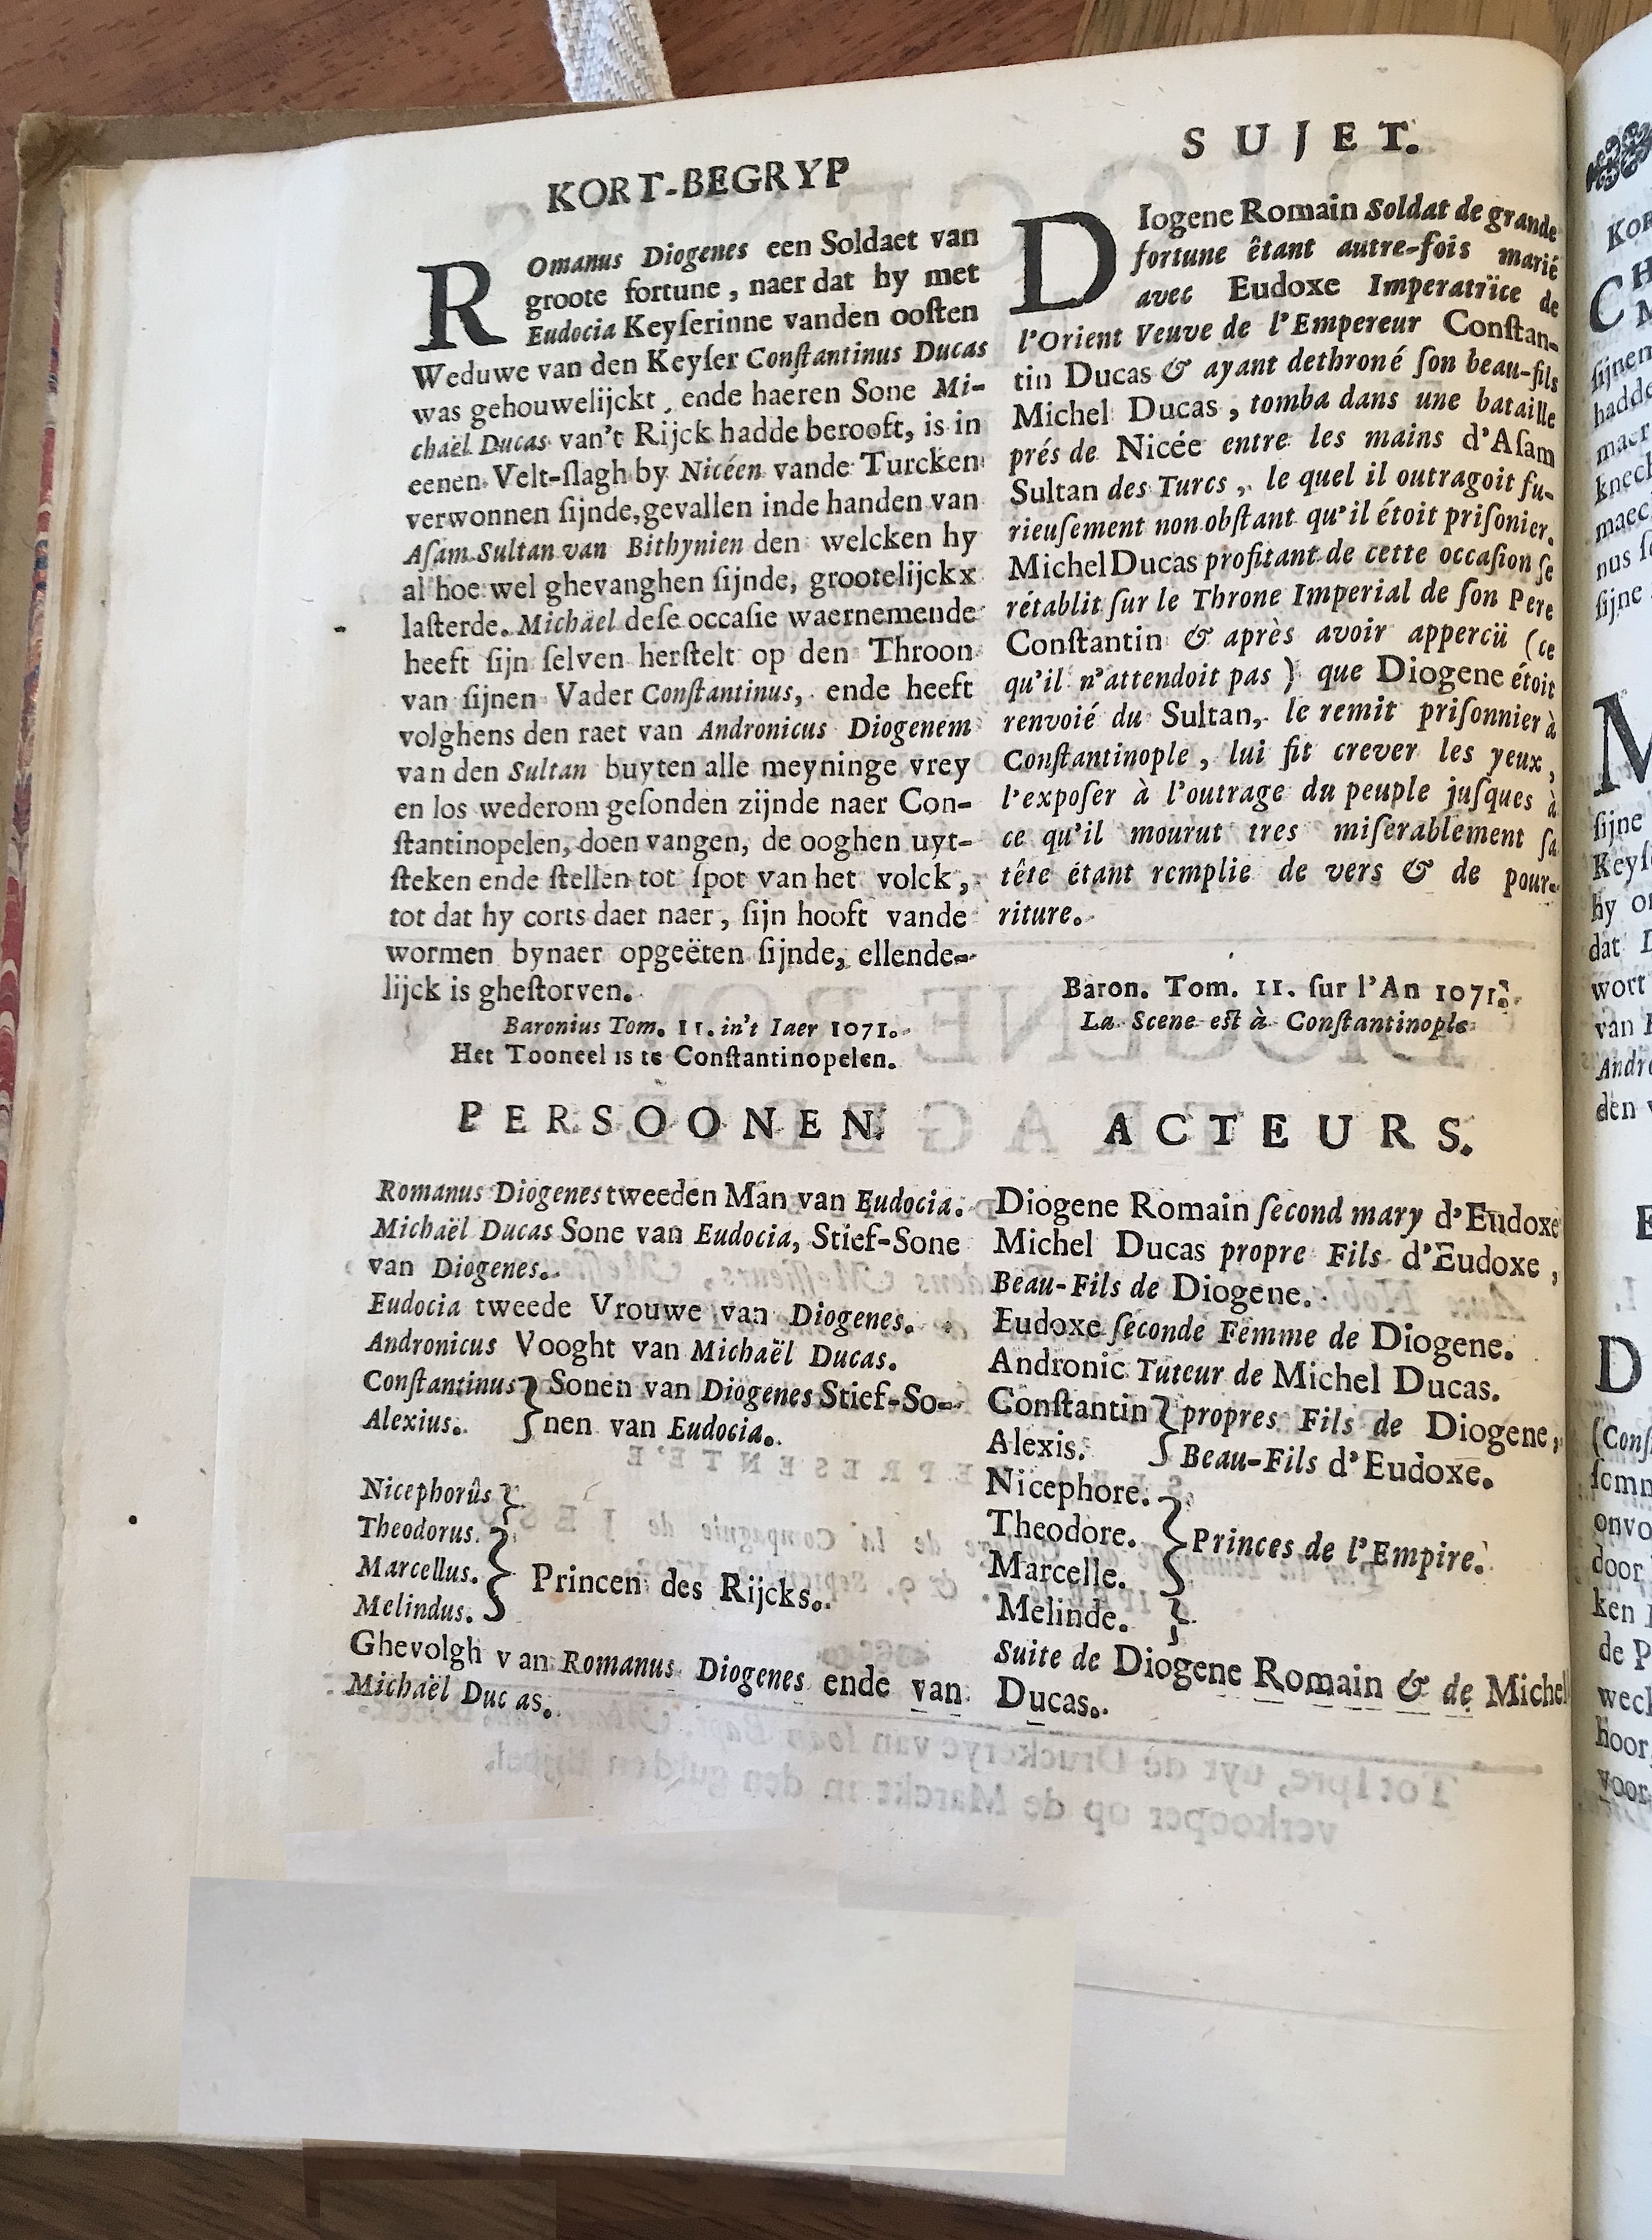 KORT-BEGRYP
ROmanus Diogenes een Soldaet van
groote fortune, naer dat hy met
Eudocia Keyſerinne vanden ooſten
Weduwe van den Keyſer Conſtantinus Ducas
was gehouwelijckt, ende haeren Sone Mi-
chaël Ducas van't Rijck hadde berooft, is in
eenen Velt-ſlagh by Nicéen vande Turcken
verwonnen ſijnde, gevallen inde handen van
Aſam Sultan van Bithynien den welcken hy
al hoe wel ghevanghen ſijnde, grootelijckx
laſterde. Michäel deſe occaſie waernemende
heeft ſijn ſelven herſtelt op den Throon
van ſijnen Vader Conſtantinus, ende heeft
volghens den raet van Andronicus Diogenem
van den Sultan buyten alle meyninge vrey
en los wederom geſonden zijnde naer Con-
ſtantinopelen, doen vangen, de ooghen uyt-
ſteken ende ſtellen tot ſpot van het volck,
tot dat hy corts daer naer, ſijn hooft vande
wormen bynaer opgeëten ſijnde, ellende-
lijck is gheſtorven.
Baronius Tom. 11. in't Iaer 1071.
Het Tooneel is te Conſtantinopelen.
SUJET.
DIogene Romain Soldat de grande
fortune êtant autre-fois marié
avec Eudoxe Imperatrïce de
l'Orient Veuve de l'Empereur Conſtan-
tin Ducas & ayant dethroné ſon beau-fils
Michel Ducas, tomba dans une bataille
prés de Nicée entre les mains d'Aſam
Sultan des Turcs, le quel il outragoit fu-
rieuſement non obſtant qu'il étoit priſonier.
Michel Ducas profitant de cette occaſion ſe
rétablit ſur le Throne Imperial de ſon Pere
Conſtantin & après avoir appercü (ce
qu'il n'attendoit pas) que Diogene étoit
renvoié du Sultan, le remit priſonnier à
Conſtantinople, lui fit crever les yeux,
l'expoſer à l'outrage du peuple juſques à
ce qu'il mourut tres miſerablement ſa
tête étant remplie de vers & de pour-
riture.
Baron. Tom. 11. ſur l'An 1071.
La Scene est à Conſtantinople
PERSOONEN.
Romanus Diogenes tweeden Man van Eudocia.
Michaël Ducas Sone van Eudocia, Stief-Sone
van Diogenes.
Eudocia tweede Vrouwe van Diogenes.
Andronicus Vooght van Michaël Ducas.
Conſtantinus } Sonen van Diogenes Stief-So-
Alexius. } nen van Eudocia.
Nicephorûs }
Theodorus. }
Marcellus. } Princen des Rijcks.
Melindus. }
Ghevolgh van Romanus Diogenes ende van
Michaël Ducas.
ACTEURS.
Diogene Romain ſecond mary d'Eudoxe
Michel Ducas propre Fils d'Eudoxe,
Beau-Fils de Diogene.
Eudoxe ſeconde Femme de Diogene.
Andronic Tuteur de Michel Ducas.
Conſtantin } propres Fils de Diogene,
Alexis. } Beau-Fils d'Eudoxe.
Nicephore. }
Theodore. } Princes de l'Empire.
Marcelle. }
Melinde. }
Suite de Diogene Romain & de Michel
Ducas.